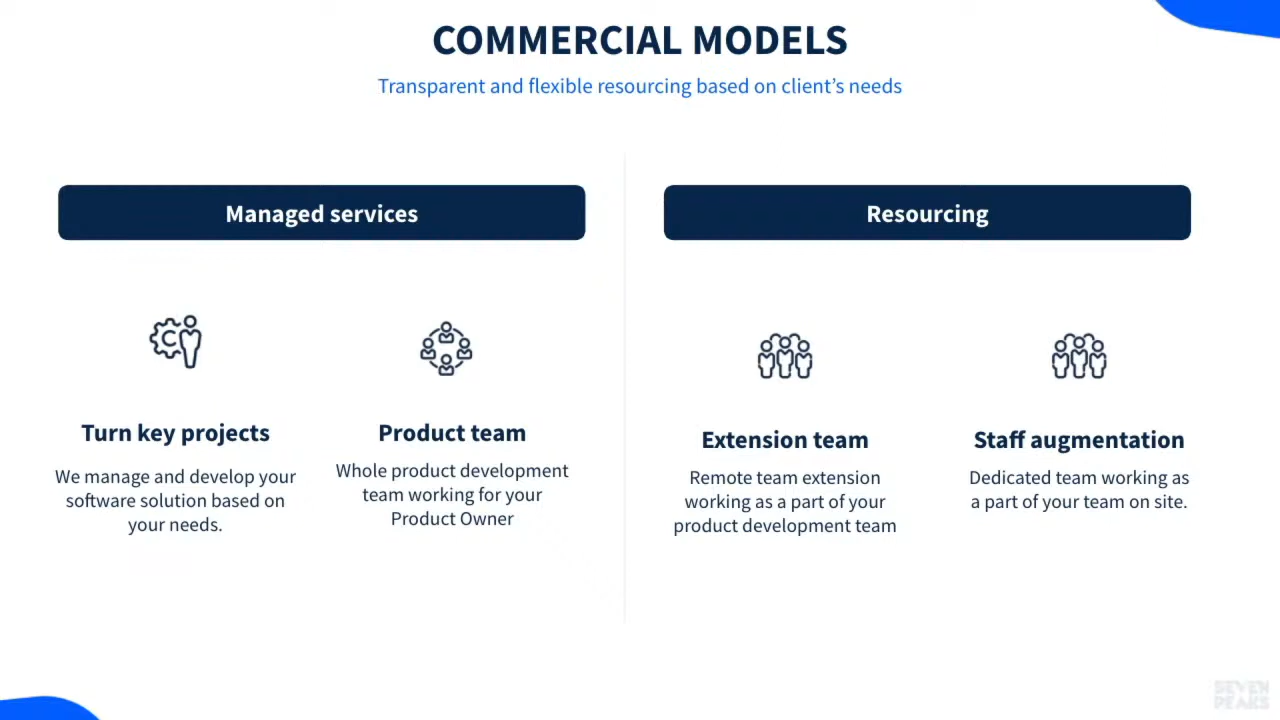 COMMERCIAL MODELS
Transparent and flexible resourcing based on client's needs
Managed services
Turn key projects
We manage and develop your
software solution based on
your needs.
Product team
Whole product development
team working for your
Product Owner
Resourcing
Extension team
Remote team extension
working as a part of your
product development team
Staff augmentation
Dedicated team working as
a part of your team on site.
SEVEN
PEAKS